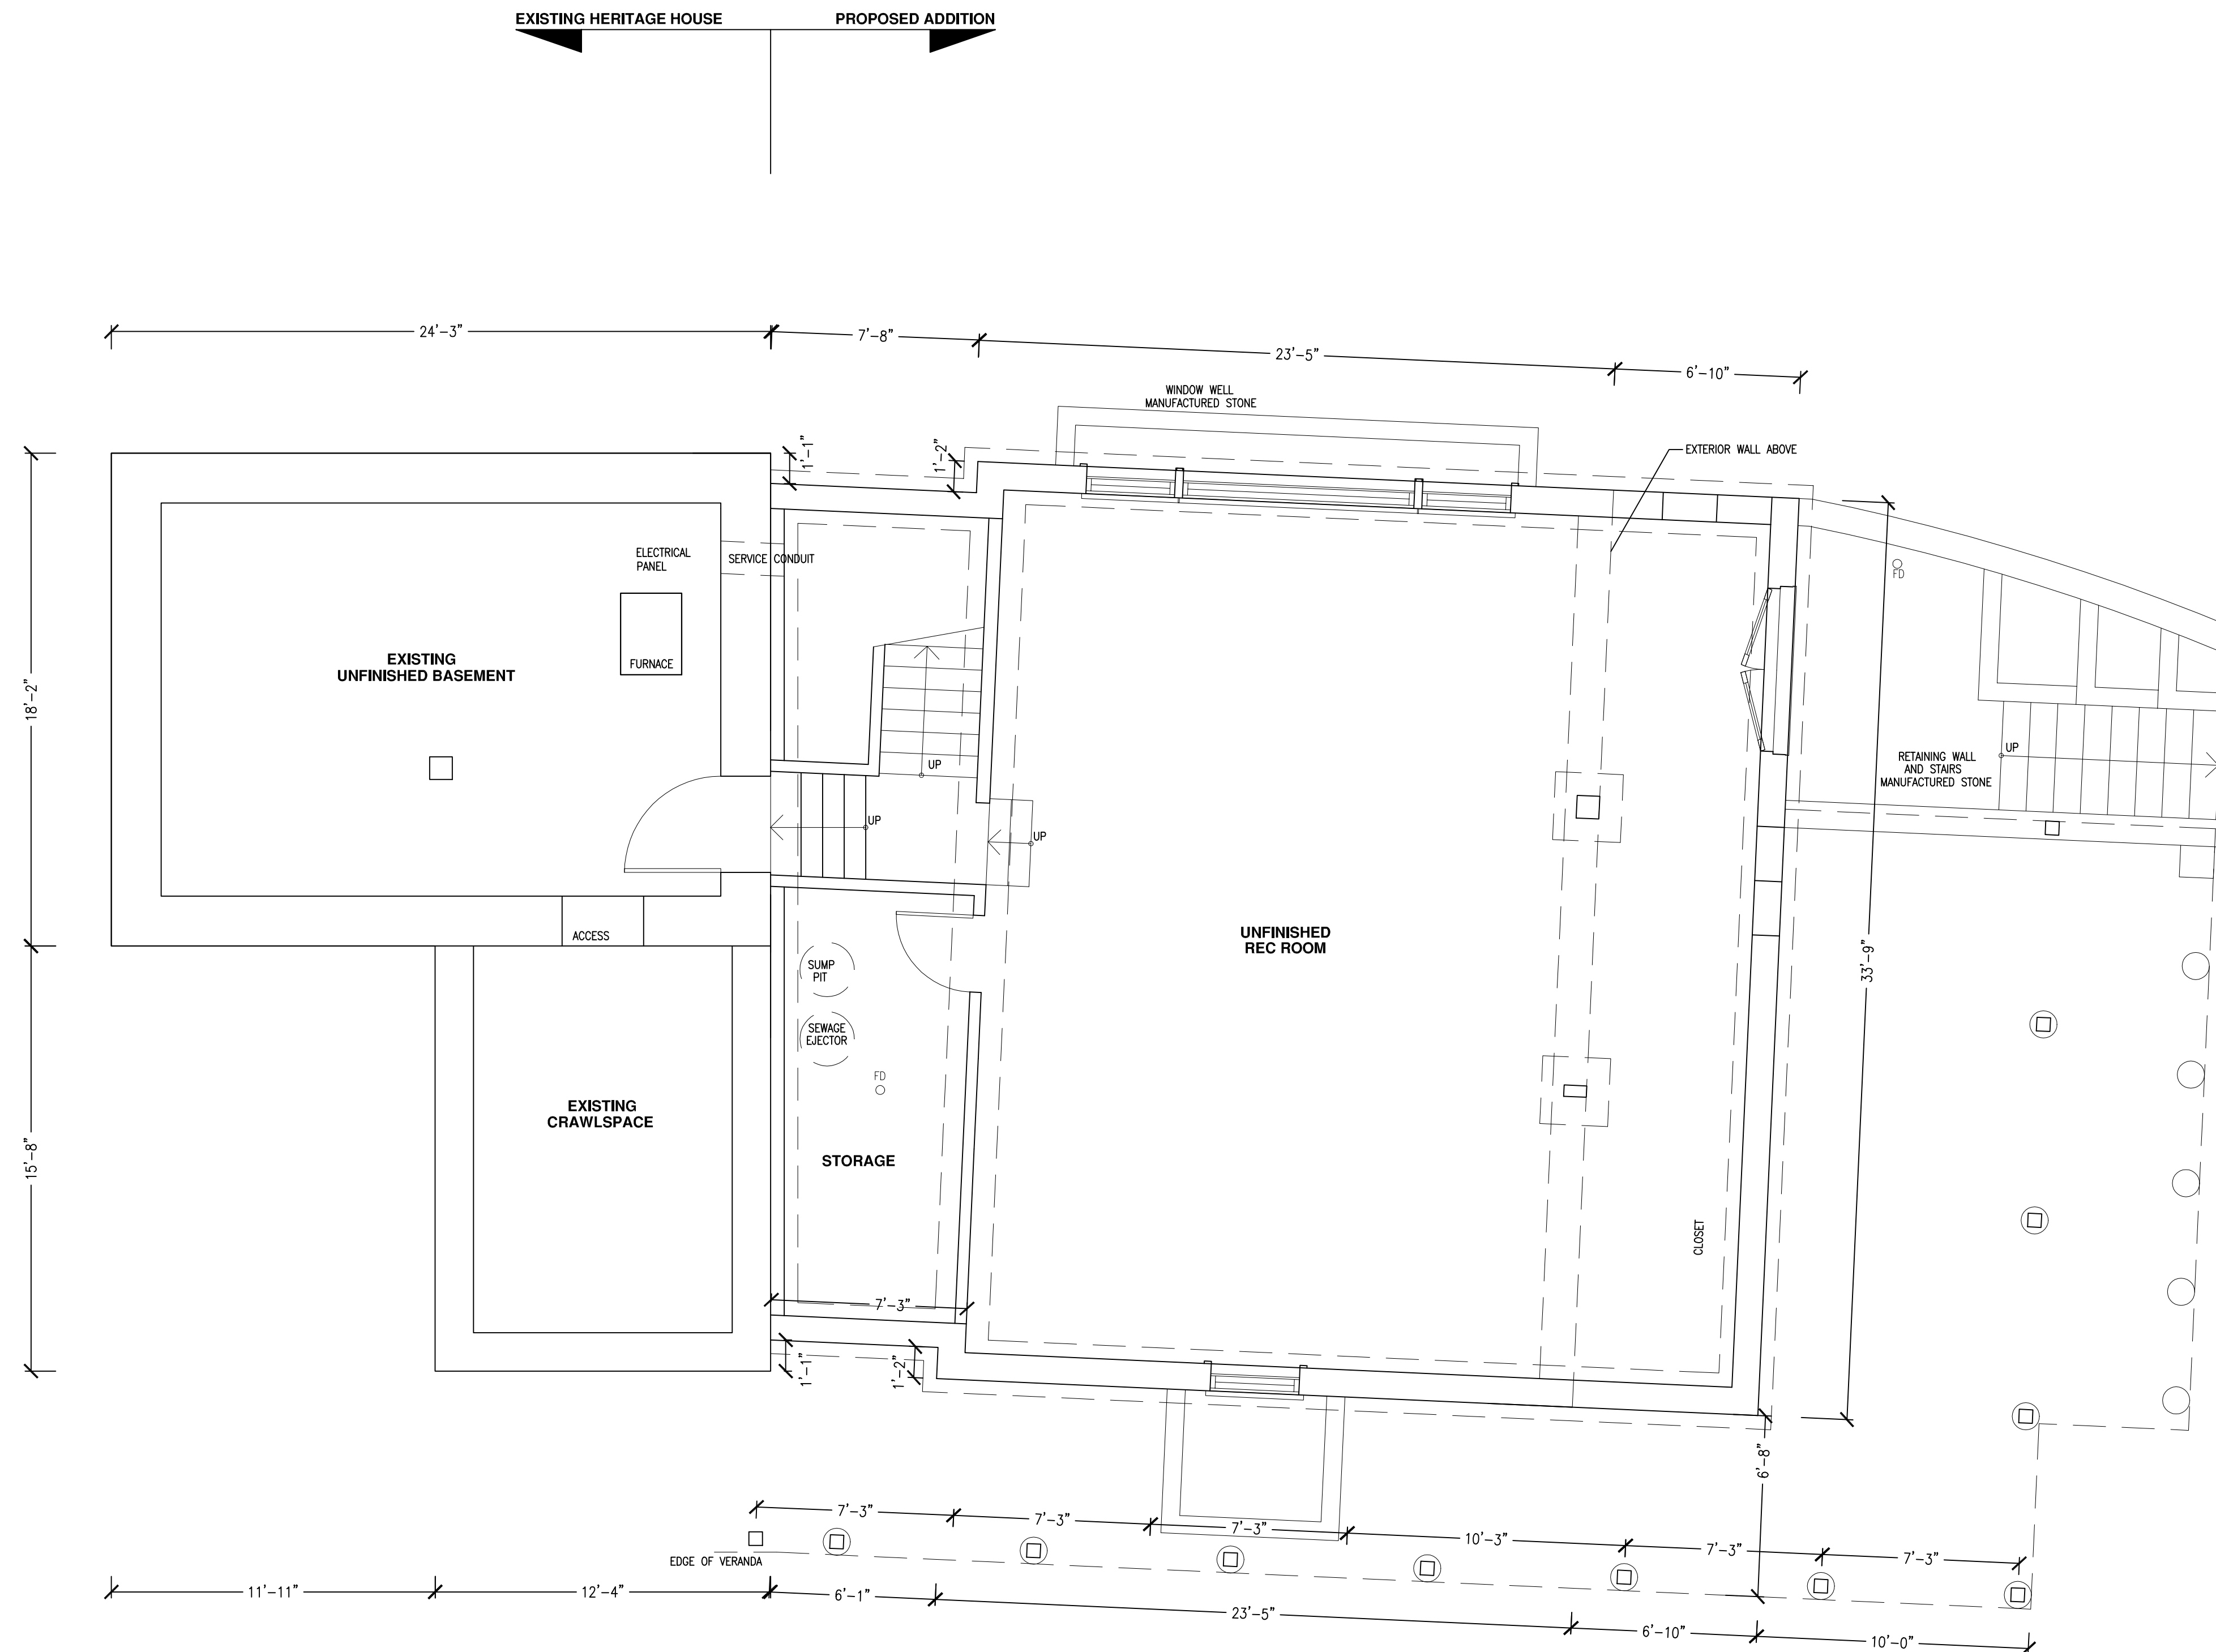 EXISTING HERITAGE HOUSE
PROPOSED ADDITION
24'-3"
7'-8"
23'-5"
6'-10"
WINDOW WELL
MANUFACTURED STONE
1'-1"
1'-2"
EXTERIOR WALL ABOVE
ELECTRICAL
PANEL
SERVICE CONDUIT
FD
EXISTING
UNFINISHED BASEMENT
FURNACE
18'-2"
UP
UP
UP
UP
RETAINING WALL
AND STAIRS
MANUFACTURED STONE
UNFINISHED
REC ROOM
ACCESS
SUMP
PIT
33'-9"
SEWAGE
EJECTOR
FD
EXISTING
CRAWLSPACE
15'-8"
STORAGE
CLOSET
7'-3"
1'-1"
1'-2"
6'-8"
7'-3"
7'-3"
7'-3"
10'-3"
7'-3"
7'-3"
EDGE OF VERANDA
11'-11"
12'-4"
6'-1"
23'-5"
6'-10"
10'-0"